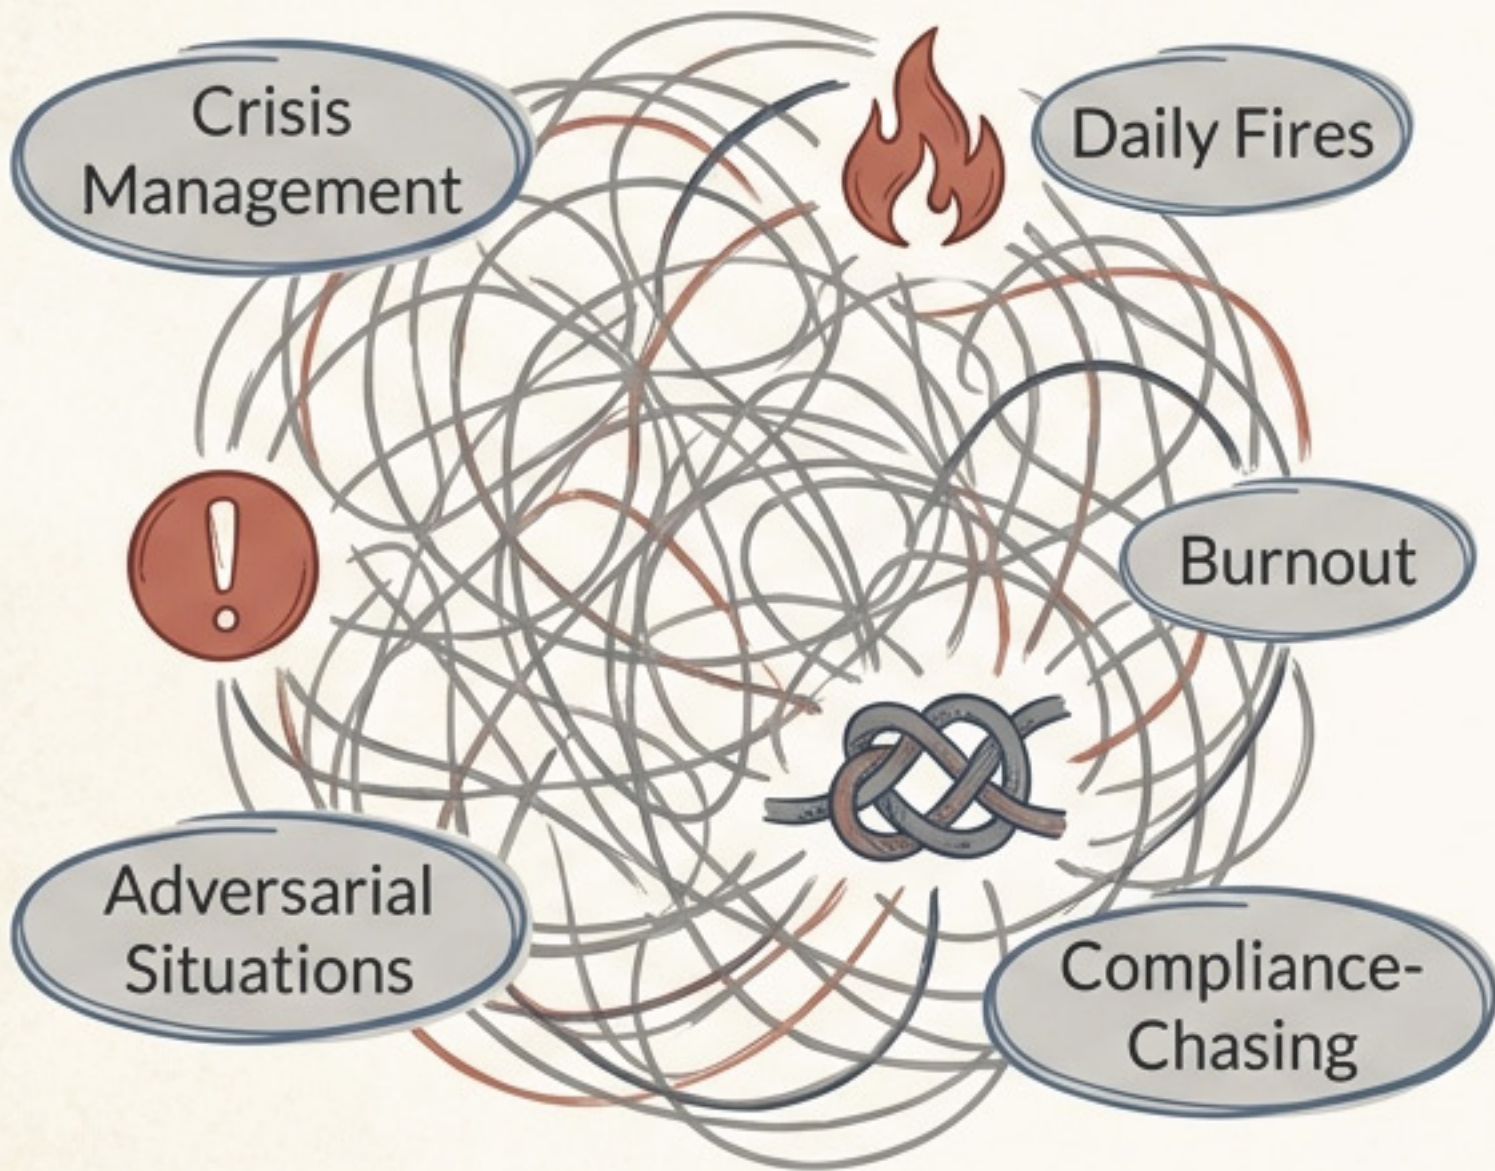 Crisis
Management
Daily Fires
Burnout
Adversarial
Situations
Compliance-
Chasing